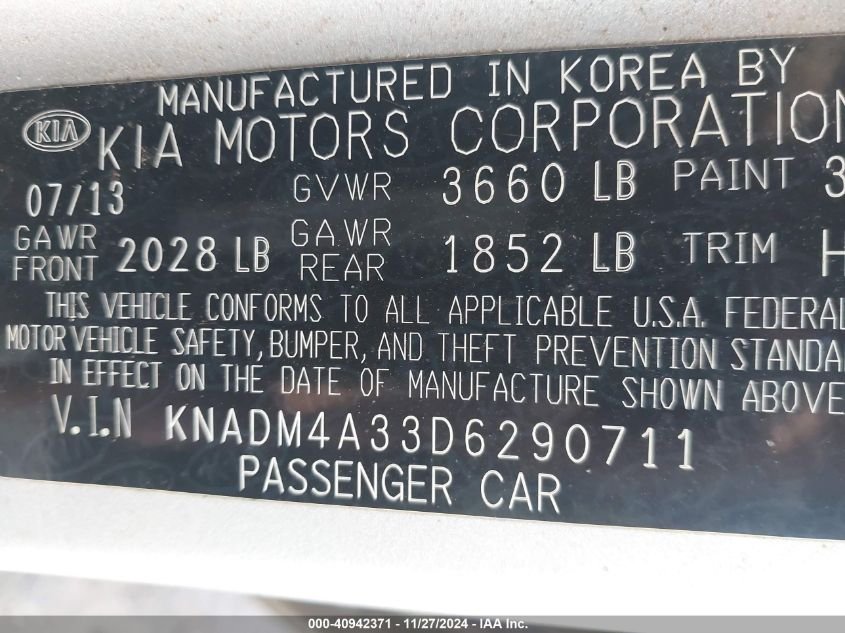 MANUFACTURED IN KOREA BY
KIA
KIA MOTORS CORPORATION
07/13 GVWR 3660 LB PAINT 3
GAWR FRONT 2028 LB GAWR REAR 1852 LB TRIM H
THIS VEHICLE CONFORMS TO ALL APPLICABLE U.S.A. FEDERAL
MOTOR VEHICLE SAFETY, BUMPER, AND THEFT PREVENTION STANDA
IN EFFECT ON THE DATE OF MANUFACTURE SHOWN ABOVE
V.I.N KNADM4A33D6290711
PASSENGER CAR
000-40942371 - 11/27/2024 - IAA Inc.